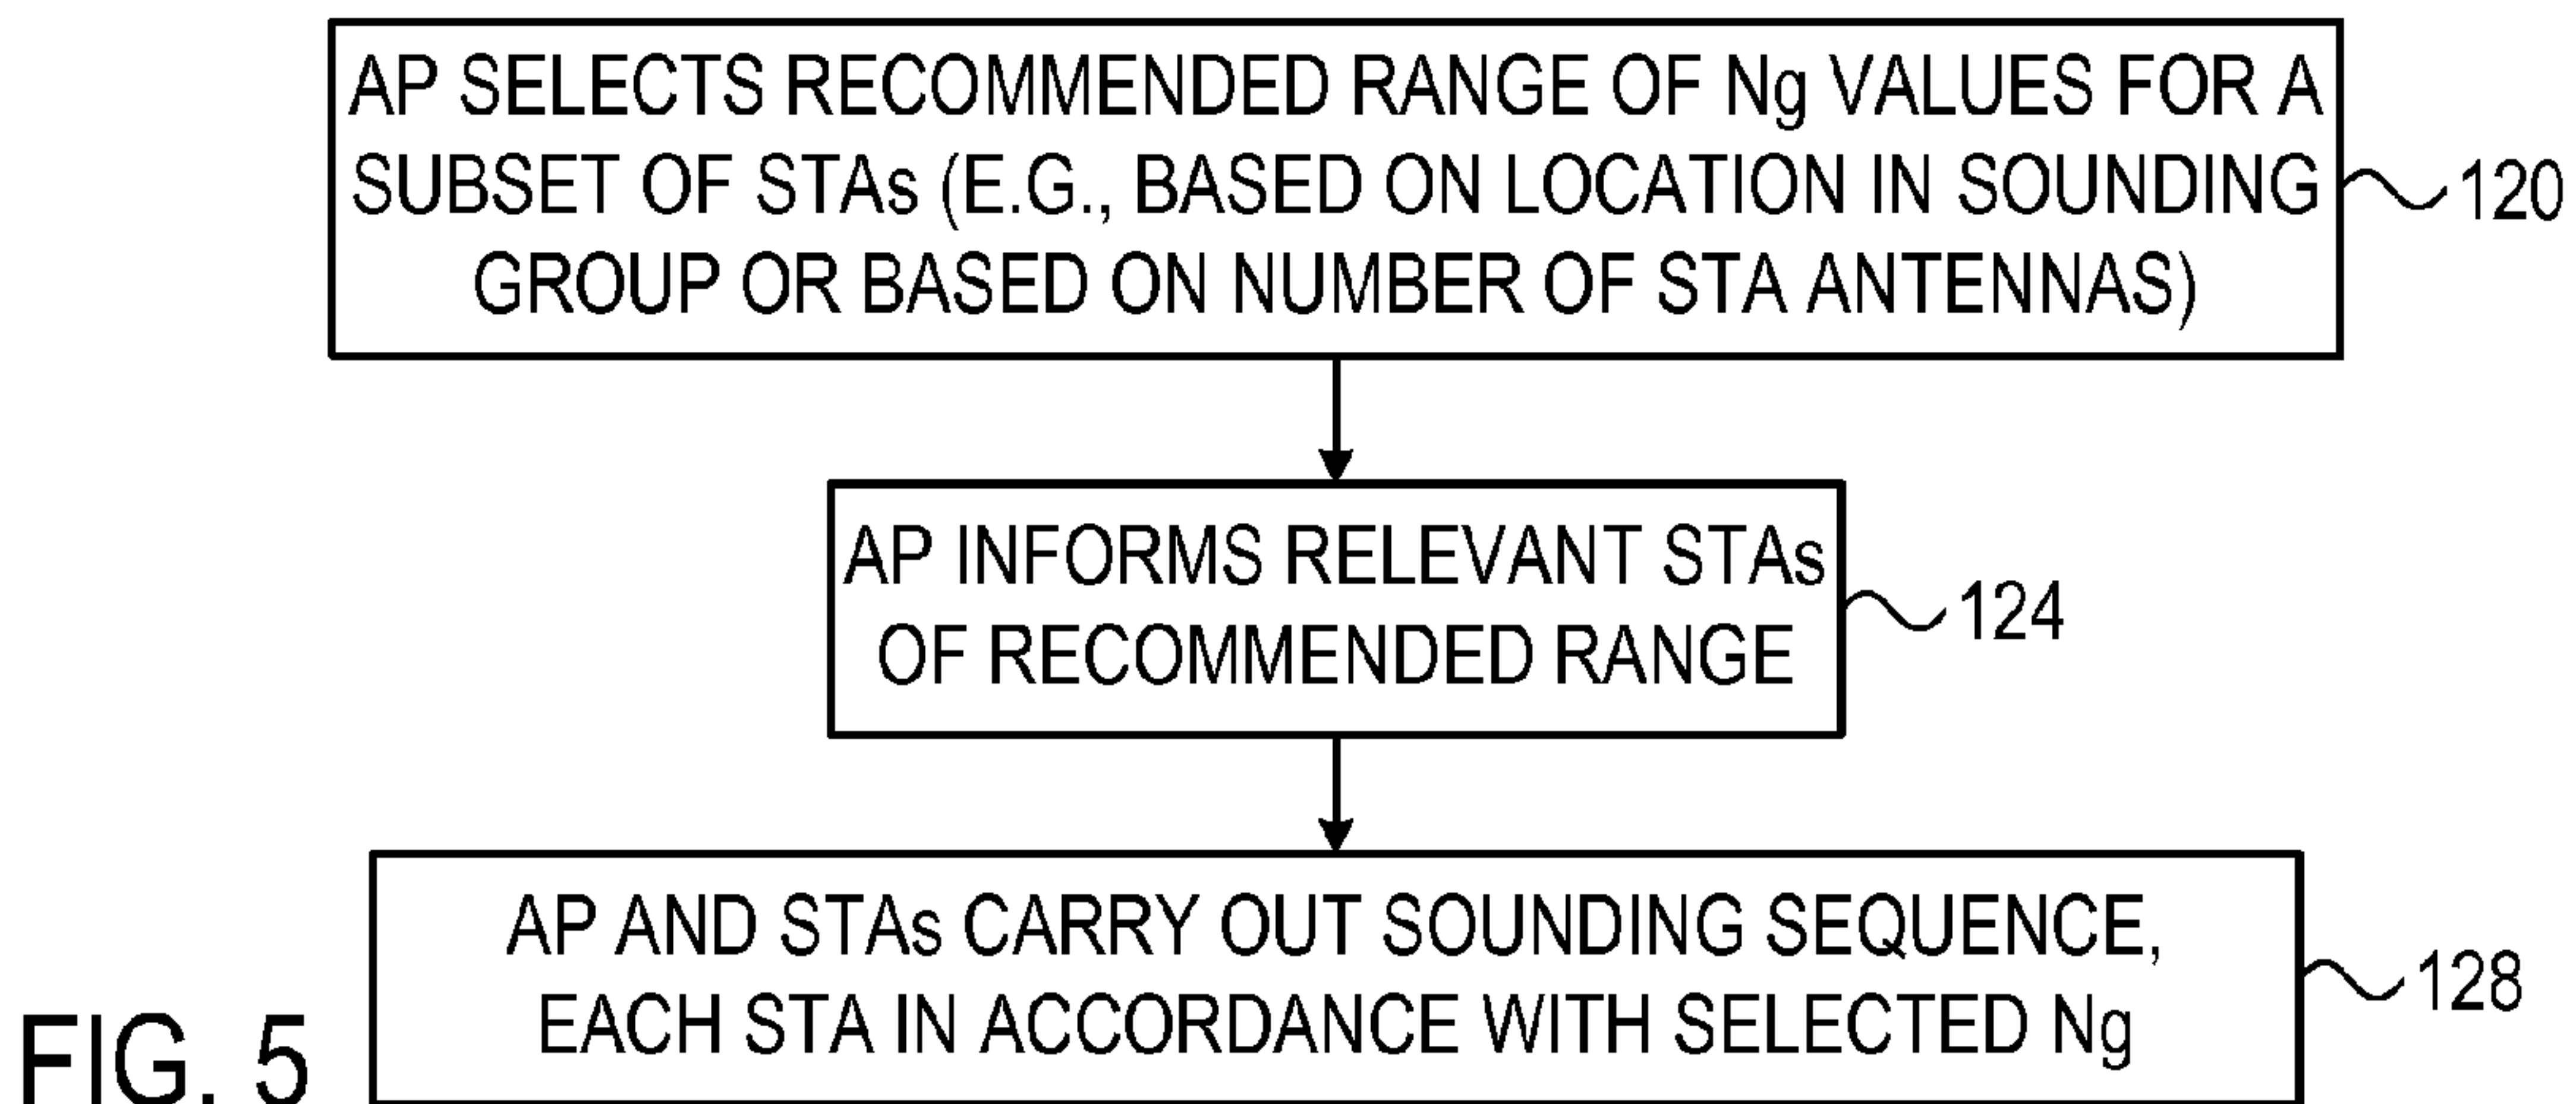 AP SELECTS RECOMMENDED RANGE OF Ng VALUES FOR A
SUBSET OF STAs (E.G., BASED ON LOCATION IN SOUNDING
GROUP OR BASED ON NUMBER OF STA ANTENNAS)
120
AP INFORMS RELEVANT STAs
OF RECOMMENDED RANGE
124
AP AND STAs CARRY OUT SOUNDING SEQUENCE,
EACH STA IN ACCORDANCE WITH SELECTED Ng
128
FIG. 5